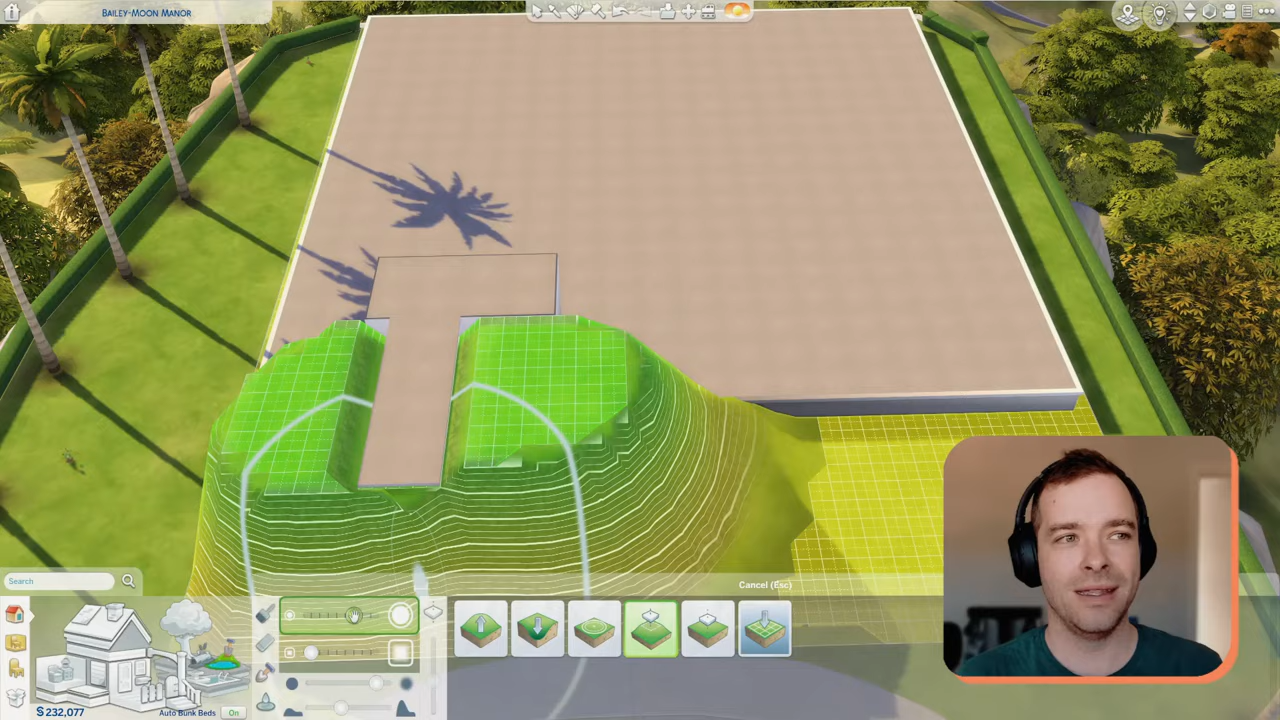 BAILEY-MOON MANOR
Search
Cancel (Esc)
§232,077
Auto Bunk Beds On